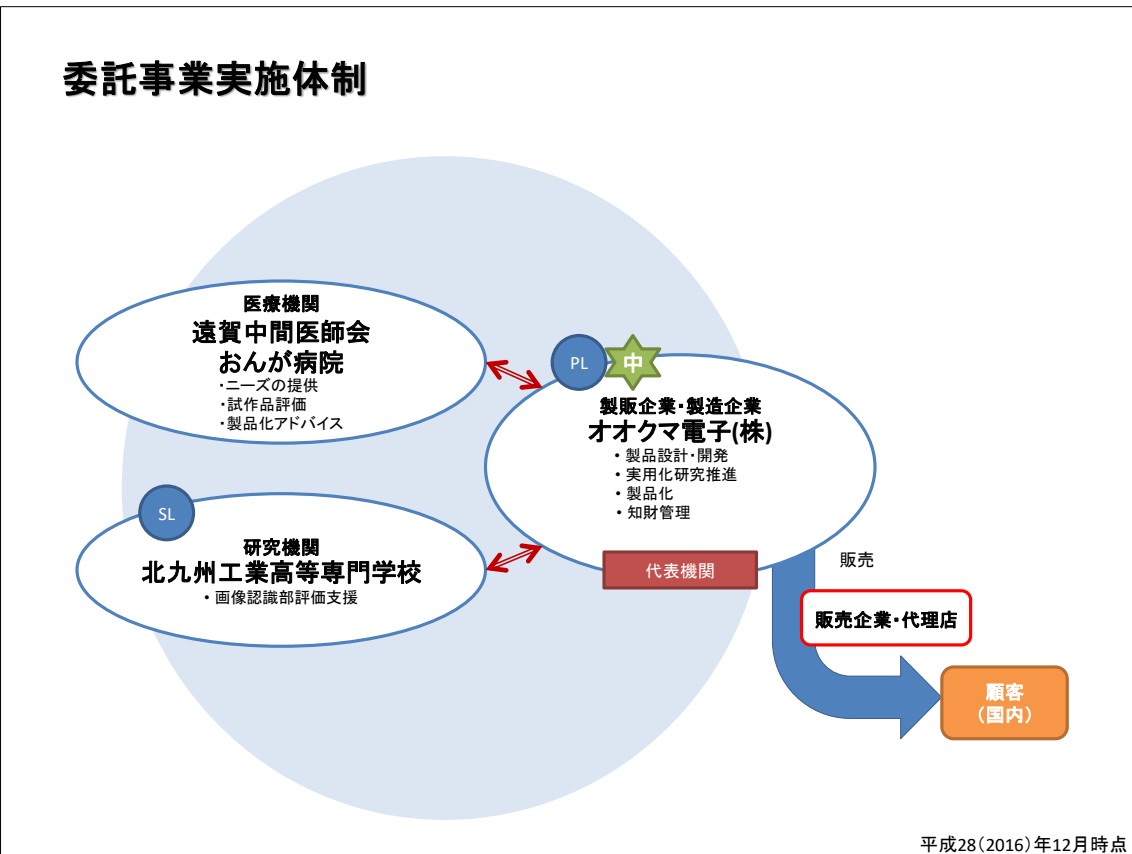 委託事業実施体制
医療機関
遠賀中間医師会
おんが病院
・ニーズの提供
・試作品評価
・製品化アドバイス
PL
中
製販企業・製造企業
オオクマ電子(株)
• 製品設計・開発
• 実用化研究推進
• 製品化
• 知財管理
代表機関
SL
研究機関
北九州工業高等専門学校
• 画像認識部評価支援
販売
販売企業・代理店
顧客
（国内）
平成28（2016）年12月時点